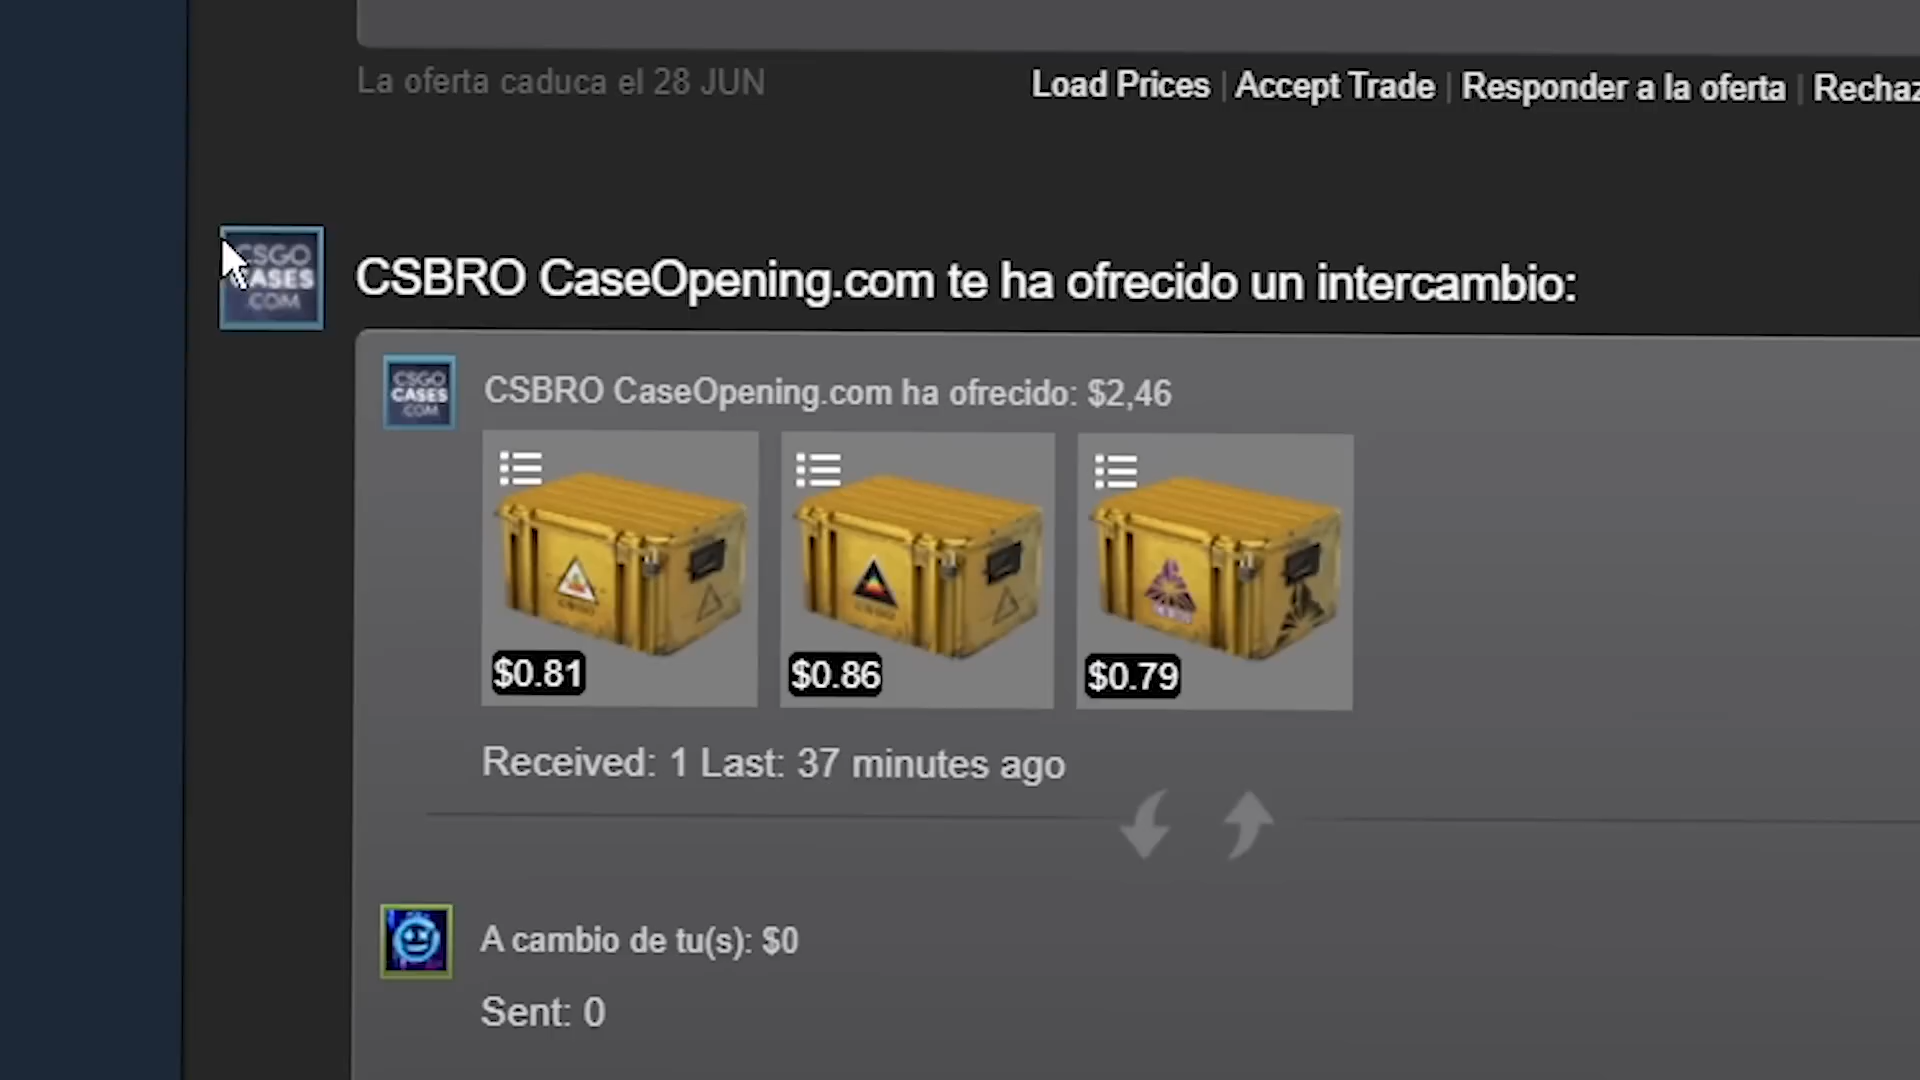 La oferta caduca el 28 JUN
Load Prices | Accept Trade | Responder a la oferta | Rechaz
CSGO
CASES
.COM
CSBRO CaseOpening.com te ha ofrecido un intercambio:
CSGO
CASES
.COM
CSBRO CaseOpening.com ha ofrecido: $2,46
$0.81
$0.86
$0.79
Received: 1 Last: 37 minutes ago
A cambio de tu(s): $0
Sent: 0